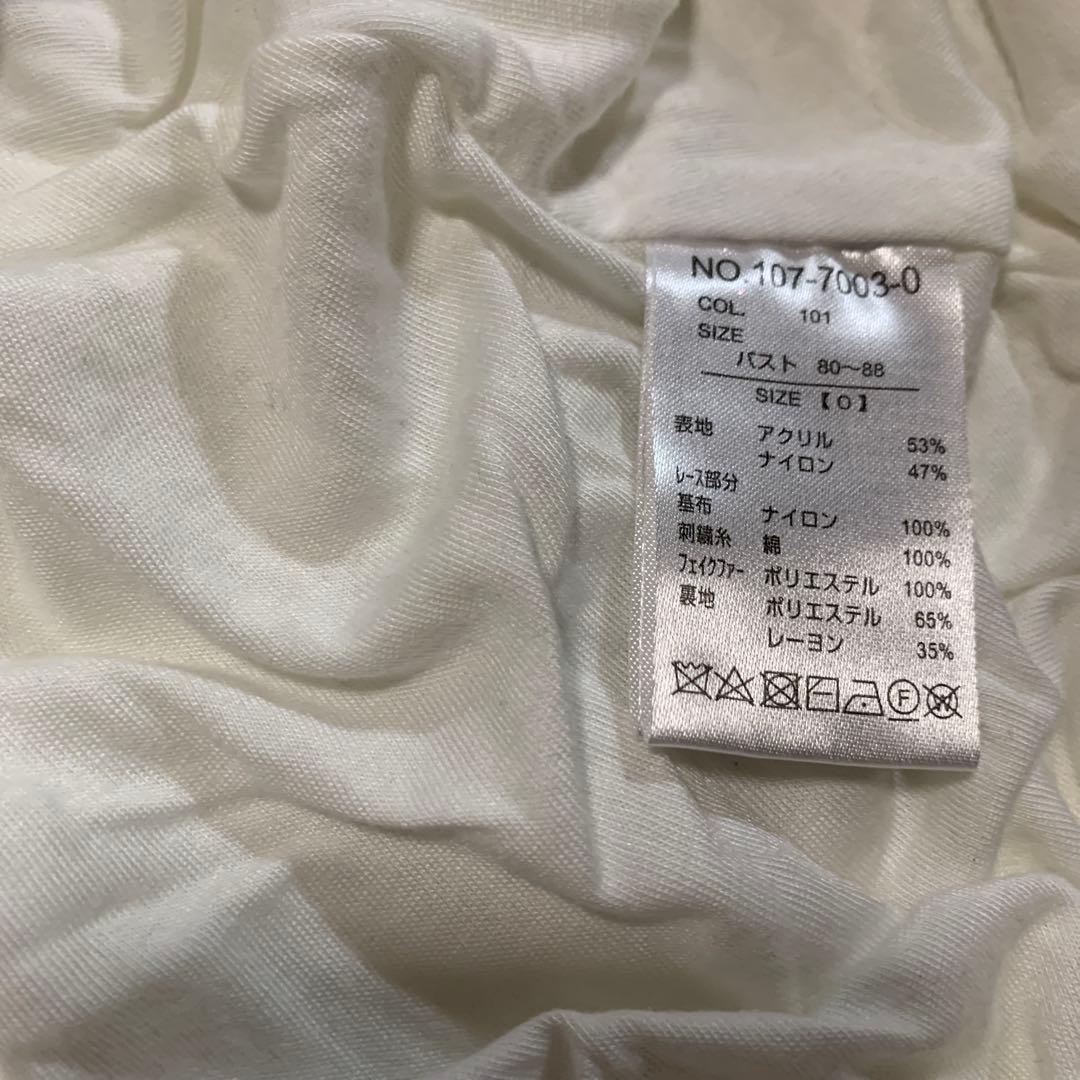 NO.107-7003-0
COL. 101
SIZE
バスト 80〜88
SIZE 【O】
表地 アクリル 53%
ナイロン 47%
レース部分
基布 ナイロン 100%
刺繍糸 綿 100%
フェイクファー ポリエステル 100%
裏地 ポリエステル 65%
レーヨン 35%
F W